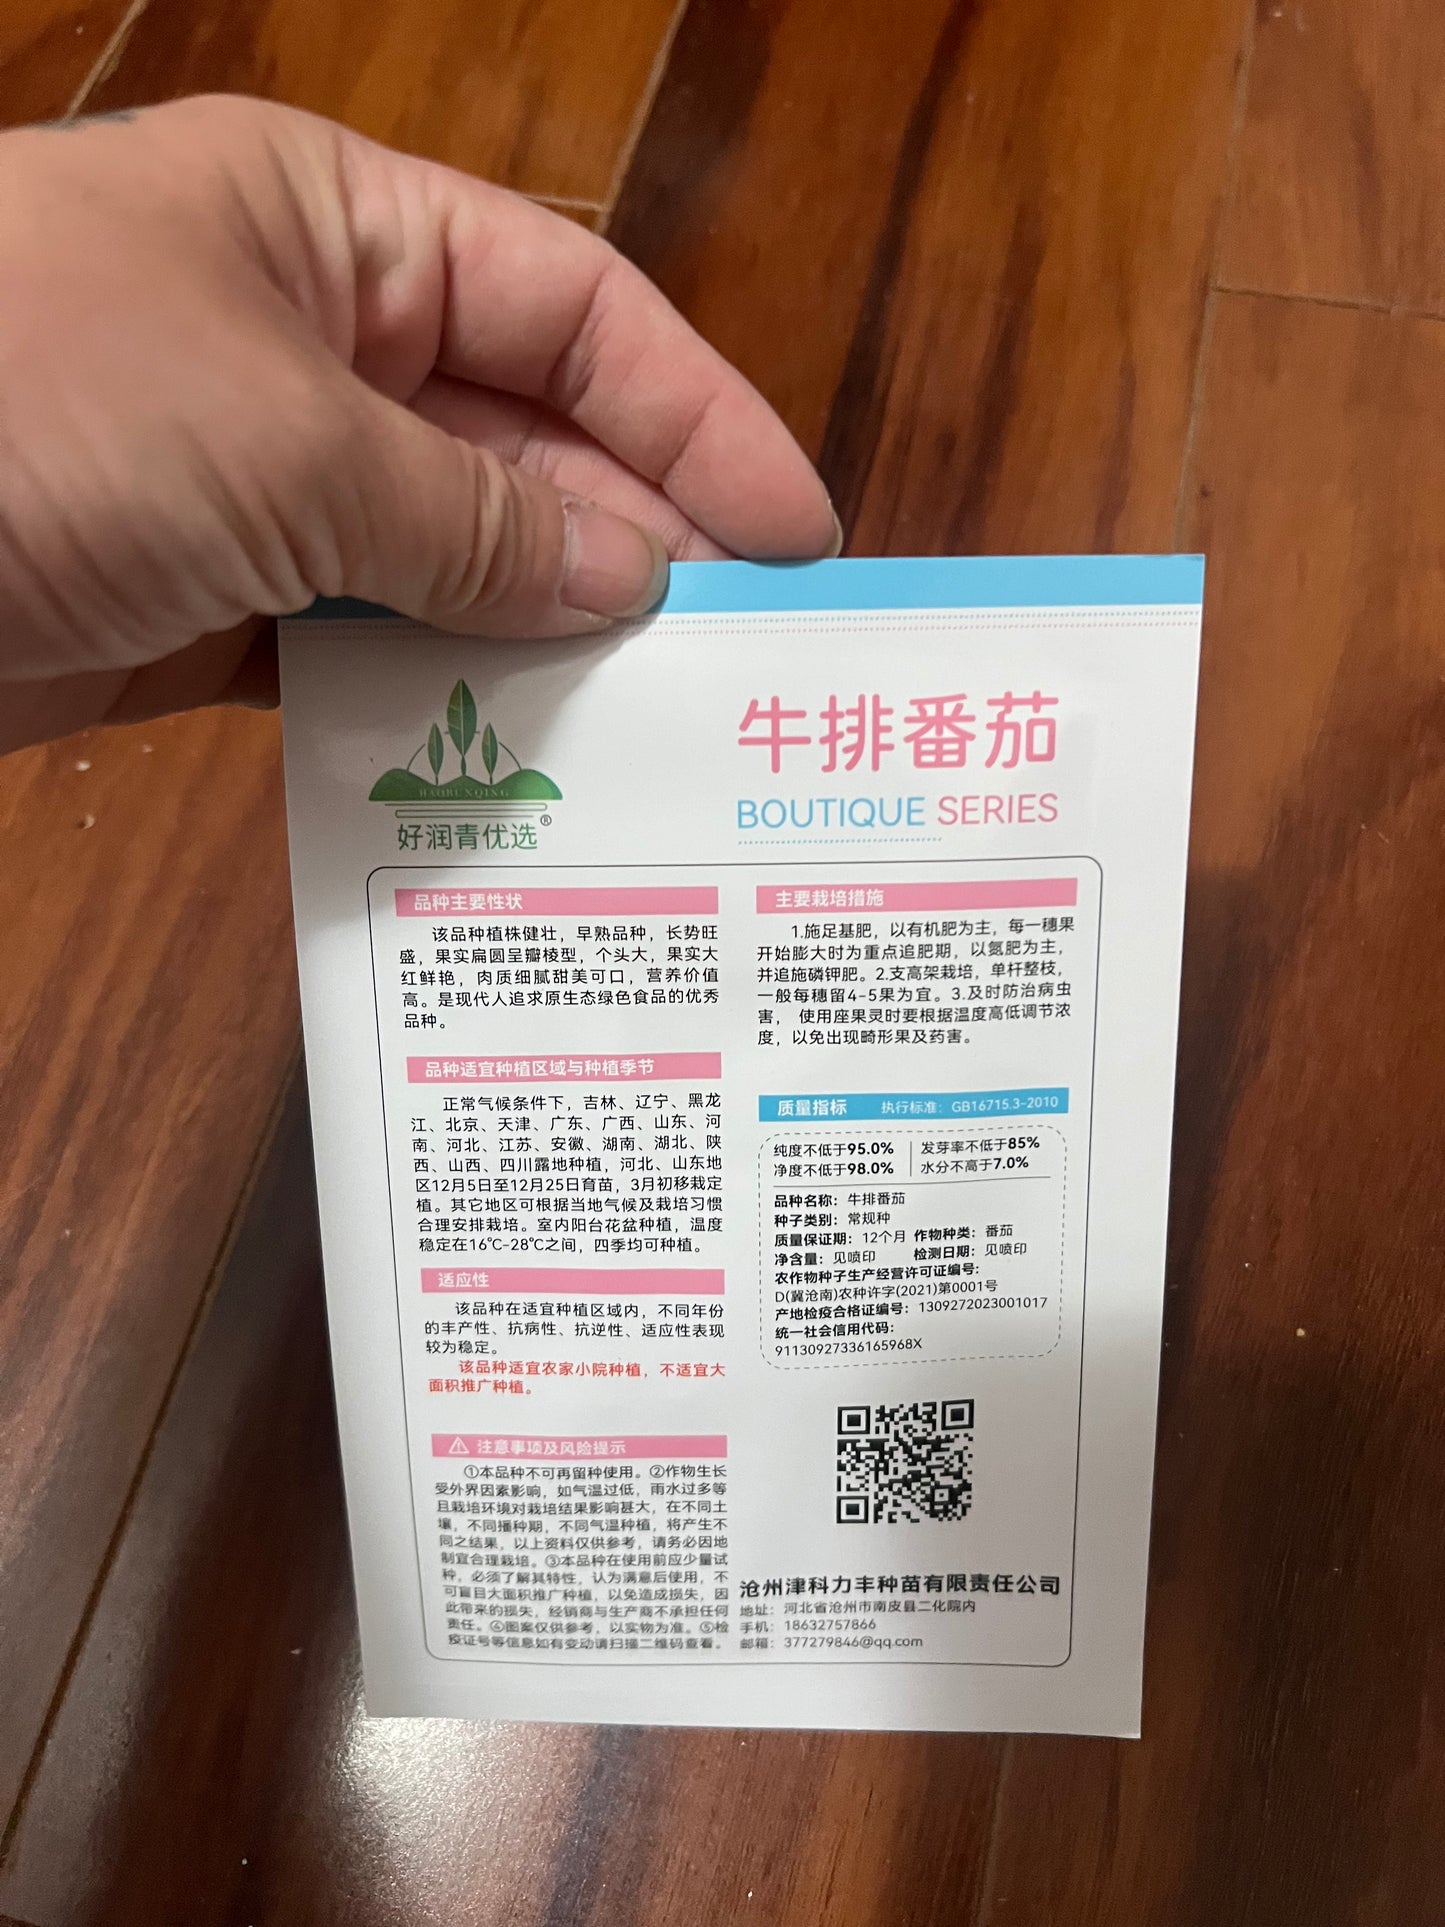 HAORUNQING
好润青优选®
牛排番茄
BOUTIQUE SERIES
品种主要性状
该品种植株健壮，早熟品种，长势旺
盛，果实扁圆呈瓣棱型，个头大，果实大
红鲜艳，肉质细腻甜美可口，营养价值
高。是现代人追求原生态绿色食品的优秀
品种。
品种适宜种植区域与种植季节
正常气候条件下，吉林、辽宁、黑龙
江、北京、天津、广东、广西、山东、河
南、河北、江苏、安徽、湖南、湖北、陕
西、山西、四川露地种植，河北、山东地
区12月5日至12月25日育苗，3月初移栽定
植。其它地区可根据当地气候及栽培习惯
合理安排栽培。室内阳台花盆种植，温度
稳定在16℃-28℃之间，四季均可种植。
适应性
该品种在适宜种植区域内，不同年份
的丰产性、抗病性、抗逆性、适应性表现
较为稳定。
该品种适宜农家小院种植，不适宜大
面积推广种植。
注意事项及风险提示
①本品种不可再留种使用。②作物生长
受外界因素影响，如气温过低，雨水过多等
且栽培环境对栽培结果影响甚大，在不同土
壤，不同播种期，不同气温种植，将产生不
同之结果，以上资料仅供参考，请务必因地
制宜合理栽培。③本品种在使用前应少量试
种，必须了解其特性，认为满意后使用，不
可盲目大面积推广种植，以免造成损失，因
此带来的损失，经销商与生产商不承担任何
责任。④图案仅供参考，以实物为准。⑤检
疫证号等信息如有变动请扫描二维码查看。
主要栽培措施
1.施足基肥，以有机肥为主，每一穗果
开始膨大时为重点追肥期，以氮肥为主，
并追施磷钾肥。2.支高架栽培，单杆整枝，
一般每穗留4-5果为宜。3.及时防治病虫
害， 使用座果灵时要根据温度高低调节浓
度，以免出现畸形果及药害。
质量指标 执行标准：GB16715.3-2010
纯度不低于95.0% 发芽率不低于85%
净度不低于98.0% 水分不高于7.0%
品种名称：牛排番茄
种子类别：常规种
质量保证期：12个月 作物种类：番茄
净含量：见喷印 检测日期：见喷印
农作物种子生产经营许可证编号：
D(冀沧南)农种许字(2021)第0001号
产地检疫合格证编号：1309272023001017
统一社会信用代码：
91130927336165968X
沧州津科力丰种苗有限责任公司
地址：河北省沧州市南皮县二化院内
手机：18632757866
邮箱：377279846@qq.com